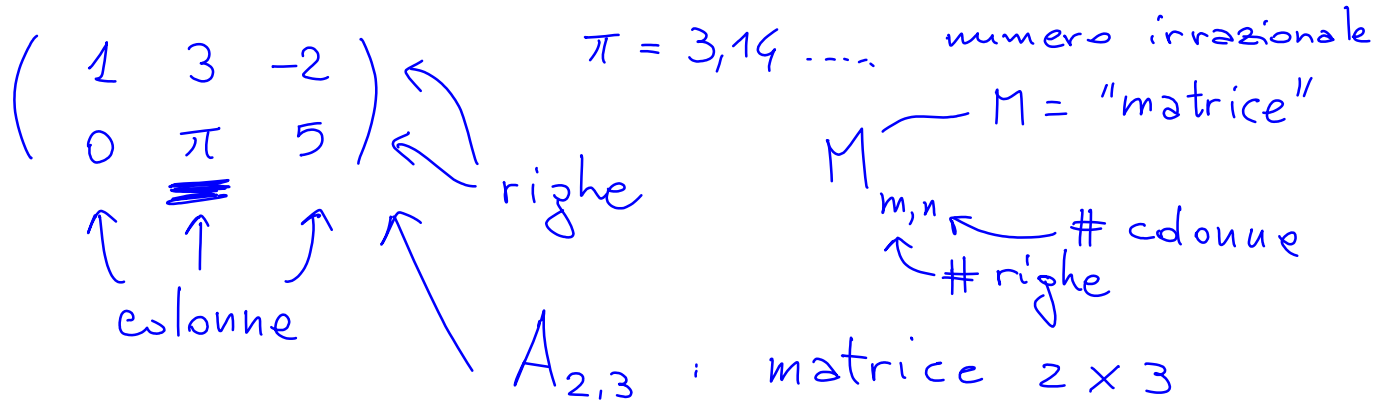 ( 1 3 -2 )
( 0 π 5 )
righe
colonne
π = 3,14 ..... numero irrazionale
M = "matrice"
M m,n
# colonne
# righe
A 2,3 : matrice 2 × 3